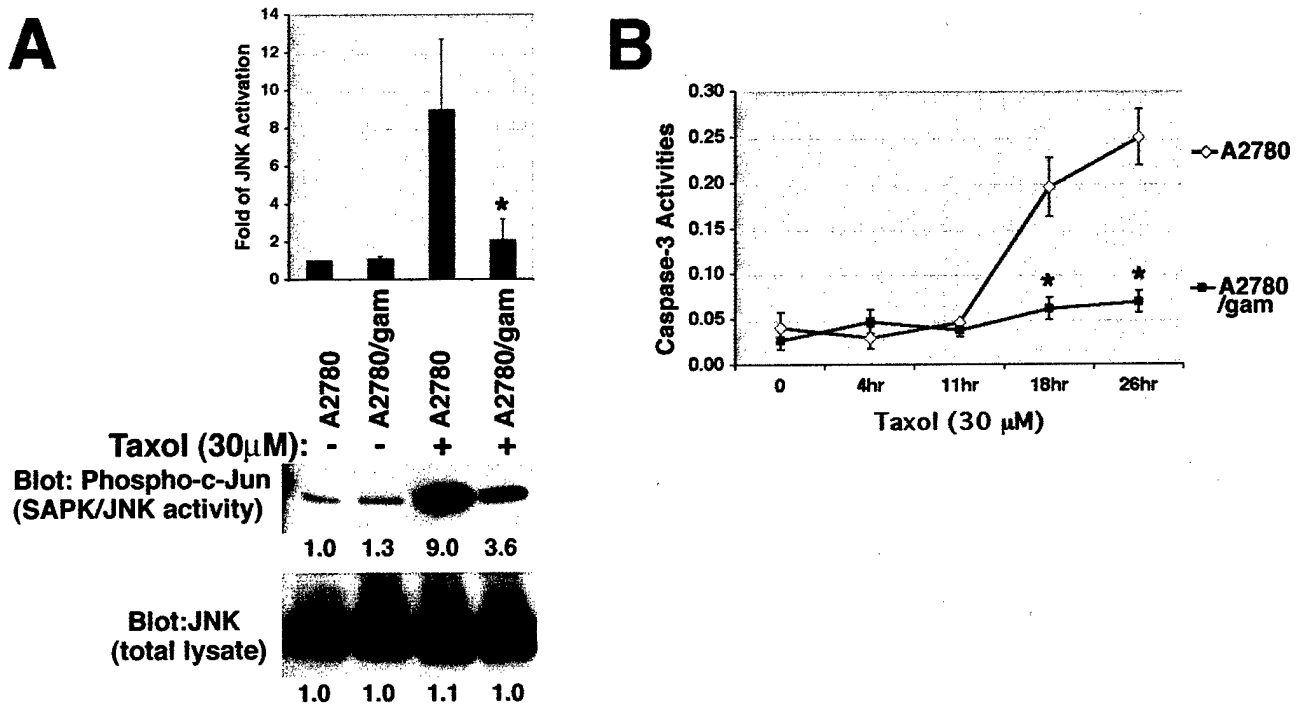 A
Fold of JNK Activation
14
12
10
8
6
4
2
0
*
A2780
A2780/gam
A2780
A2780/gam
Taxol (30µM): - - + +
Blot: Phospho-c-Jun
(SAPK/JNK activity)
1.0 1.3 9.0 3.6
Blot:JNK
(total lysate)
1.0 1.0 1.1 1.0
B
Caspase-3 Activities
0.30
0.25
0.20
0.15
0.10
0.05
0.00
* *
0 4hr 11hr 18hr 26hr
Taxol (30 µM)
A2780
A2780
/gam